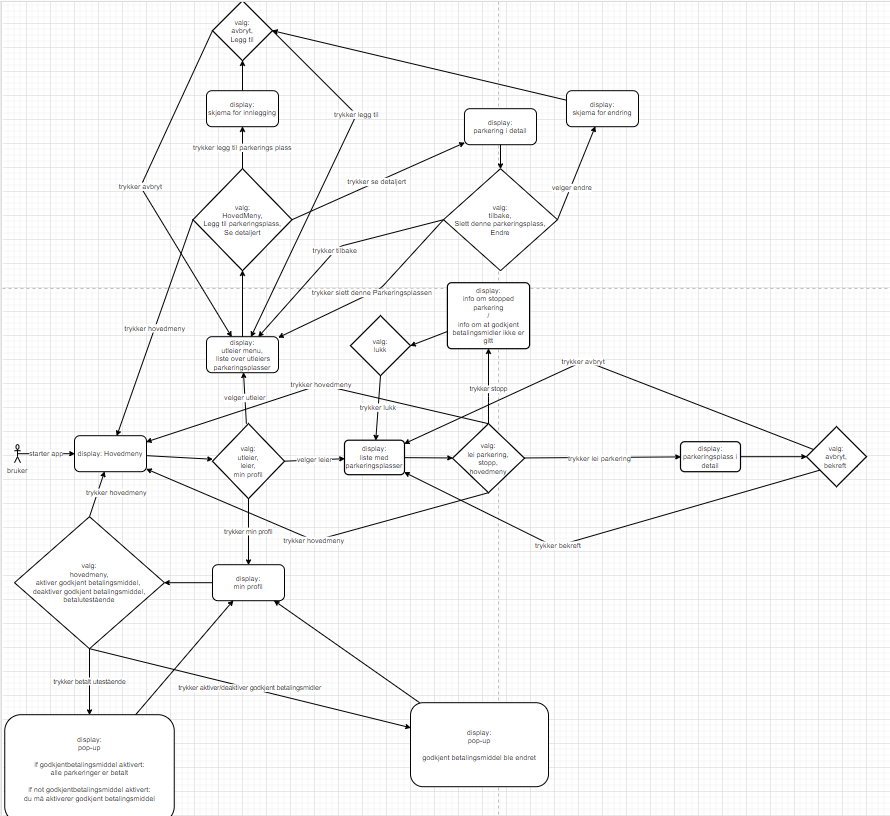 valg:
avbryt,
Legg til
display:
skjema for innlegging
display:
skjema for endring
trykker legg til
display:
parkering i detail
trykker legg til parkerings plass
trykker avbryt
trykker se detaljert
velger endre
valg:
HovedMeny,
Legg til parkeringsplass,
Se detaljert
valg:
tilbake,
Slett denne parkeringsplass,
Endre
trykker tilbake
trykker slett denne Parkeringsplassen
display:
info om stopped
parkering
/
info om at godkjent
betalingsmidler ikke er
gitt
trykker hovedmeny
valg:
lukk
display:
utleier menu,
liste over utleiers
parkeringsplasser
trykker avbryt
trykker hovedmeny
trykker stopp
velger utleier
trykker lukk
starter app
bruker
display: Hovedmeny
valg:
utleier,
leier,
min profil
velger leier
display:
liste med
parkeringsplasser
valg:
lei parkering,
stopp,
hovedmeny
trykker lei parkering
display:
parkeringsplass i
detail
valg:
avbryt,
bekreft
trykker hovedmeny
trykker min profil
trykker hovedmeny
trykker bekreft
valg:
hovedmeny,
aktiver godkjent betalingsmiddel,
deaktiver godkjent betalingsmiddel,
betalutestående
display:
min profil
trykker betalt utestående
trykker aktiver/deaktiver godkjent betalingsmidler
display:
pop-up
if godkjentbetalingsmiddel aktivert:
alle parkeringer er betalt
if not godkjentbetalingsmiddel aktivert:
du må aktiverer godkjent betalingsmiddel
display:
pop-up
godkjent betalingsmiddel ble endret